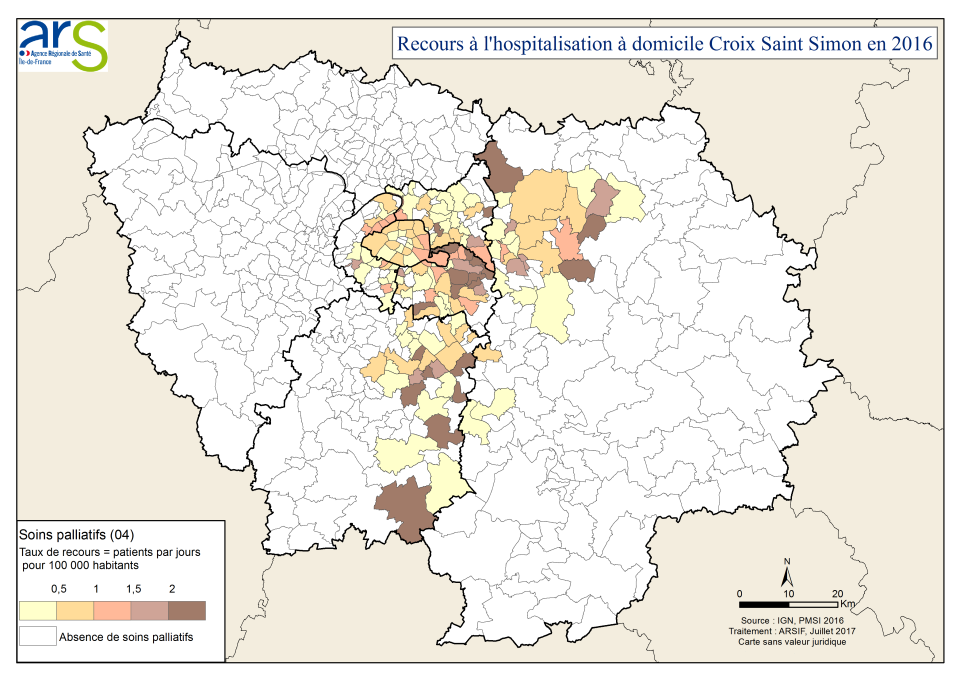 ars
Agence Régionale de Santé
Île-de-France
Recours à l'hospitalisation à domicile Croix Saint Simon en 2016
Soins palliatifs (04)
Taux de recours = patients par jours
pour 100 000 habitants
0,5 1 1,5 2
Absence de soins palliatifs
N
0 10 20
Km
Source : IGN, PMSI 2016
Traitement : ARSIF, Juillet 2017
Carte sans valeur juridique